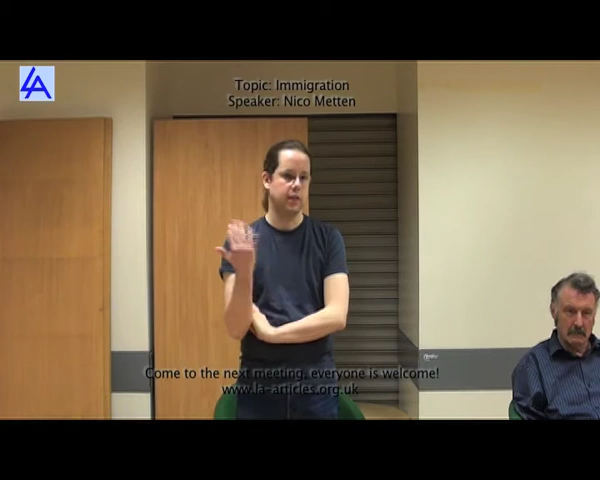 LA
Topic: Immigration
Speaker: Nico Metten
Come to the next meeting, everyone is welcome!
www.la-articles.org.uk